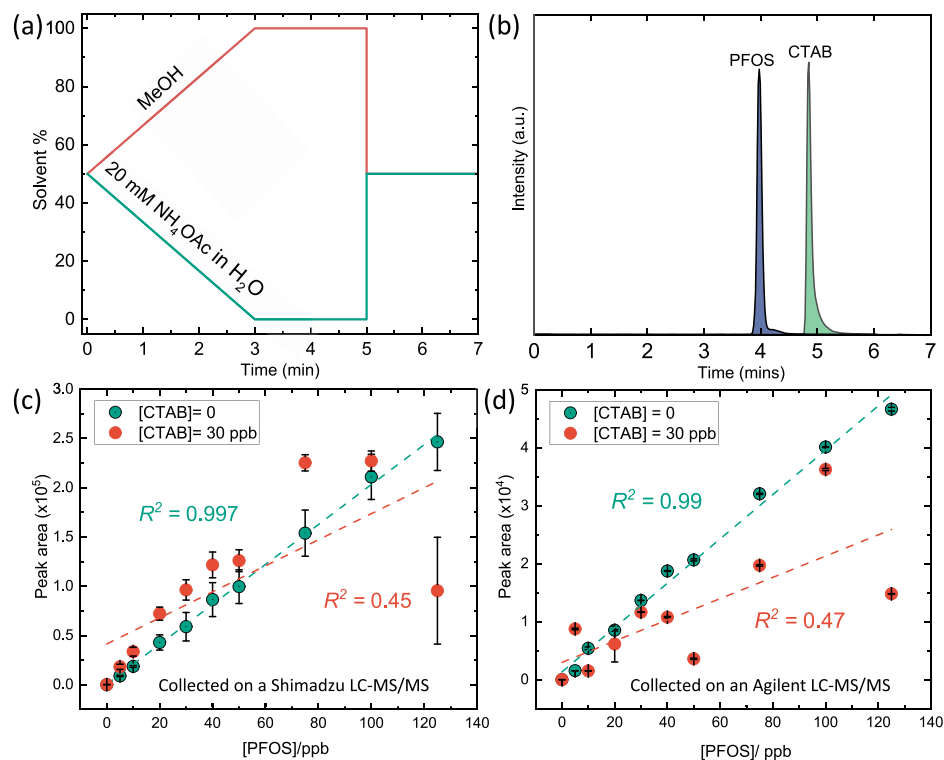 (a)
100
80
60
40
20
0
Solvent %
MeOH
20 mM NH₄OAc in H₂O
0 1 2 3 4 5 6 7
Time (min)
(b)
PFOS
CTAB
Intensity (a.u.)
0 1 2 3 4 5 6 7
Time (mins)
(c)
3.0
2.5
2.0
1.5
1.0
0.5
0.0
Peak area (x10⁵)
[CTAB]= 0
[CTAB]= 30 ppb
R² = 0.997
R² = 0.45
Collected on a Shimadzu LC-MS/MS
0 20 40 60 80 100 120 140
[PFOS]/ppb
(d)
5
4
3
2
1
0
Peak area (x10⁴)
[CTAB] = 0
[CTAB] = 30 ppb
R² = 0.99
R² = 0.47
Collected on an Agilent LC-MS/MS
0 20 40 60 80 100 120 140
[PFOS]/ ppb